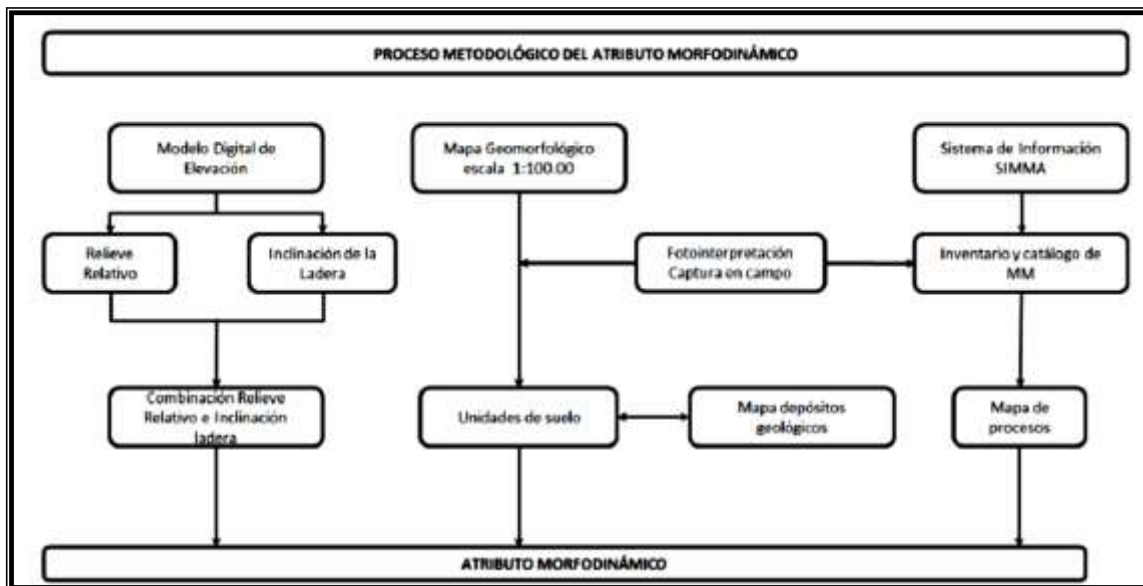 PROCESO METODOLÓGICO DEL ATRIBUTO MORFODINÁMICO
Modelo Digital de
Elevación
Mapa Geomorfológico
escala 1:100.00
Sistema de Información
SIMMA
Relieve
Relativo
Inclinación de la
Ladera
Fotointerpretación
Captura en campo
Inventario y catálogo de
MM
Combinación Relieve
Relativo e Inclinación
ladera
Unidades de suelo
Mapa depósitos
geológicos
Mapa de
procesos
ATRIBUTO MORFODINÁMICO